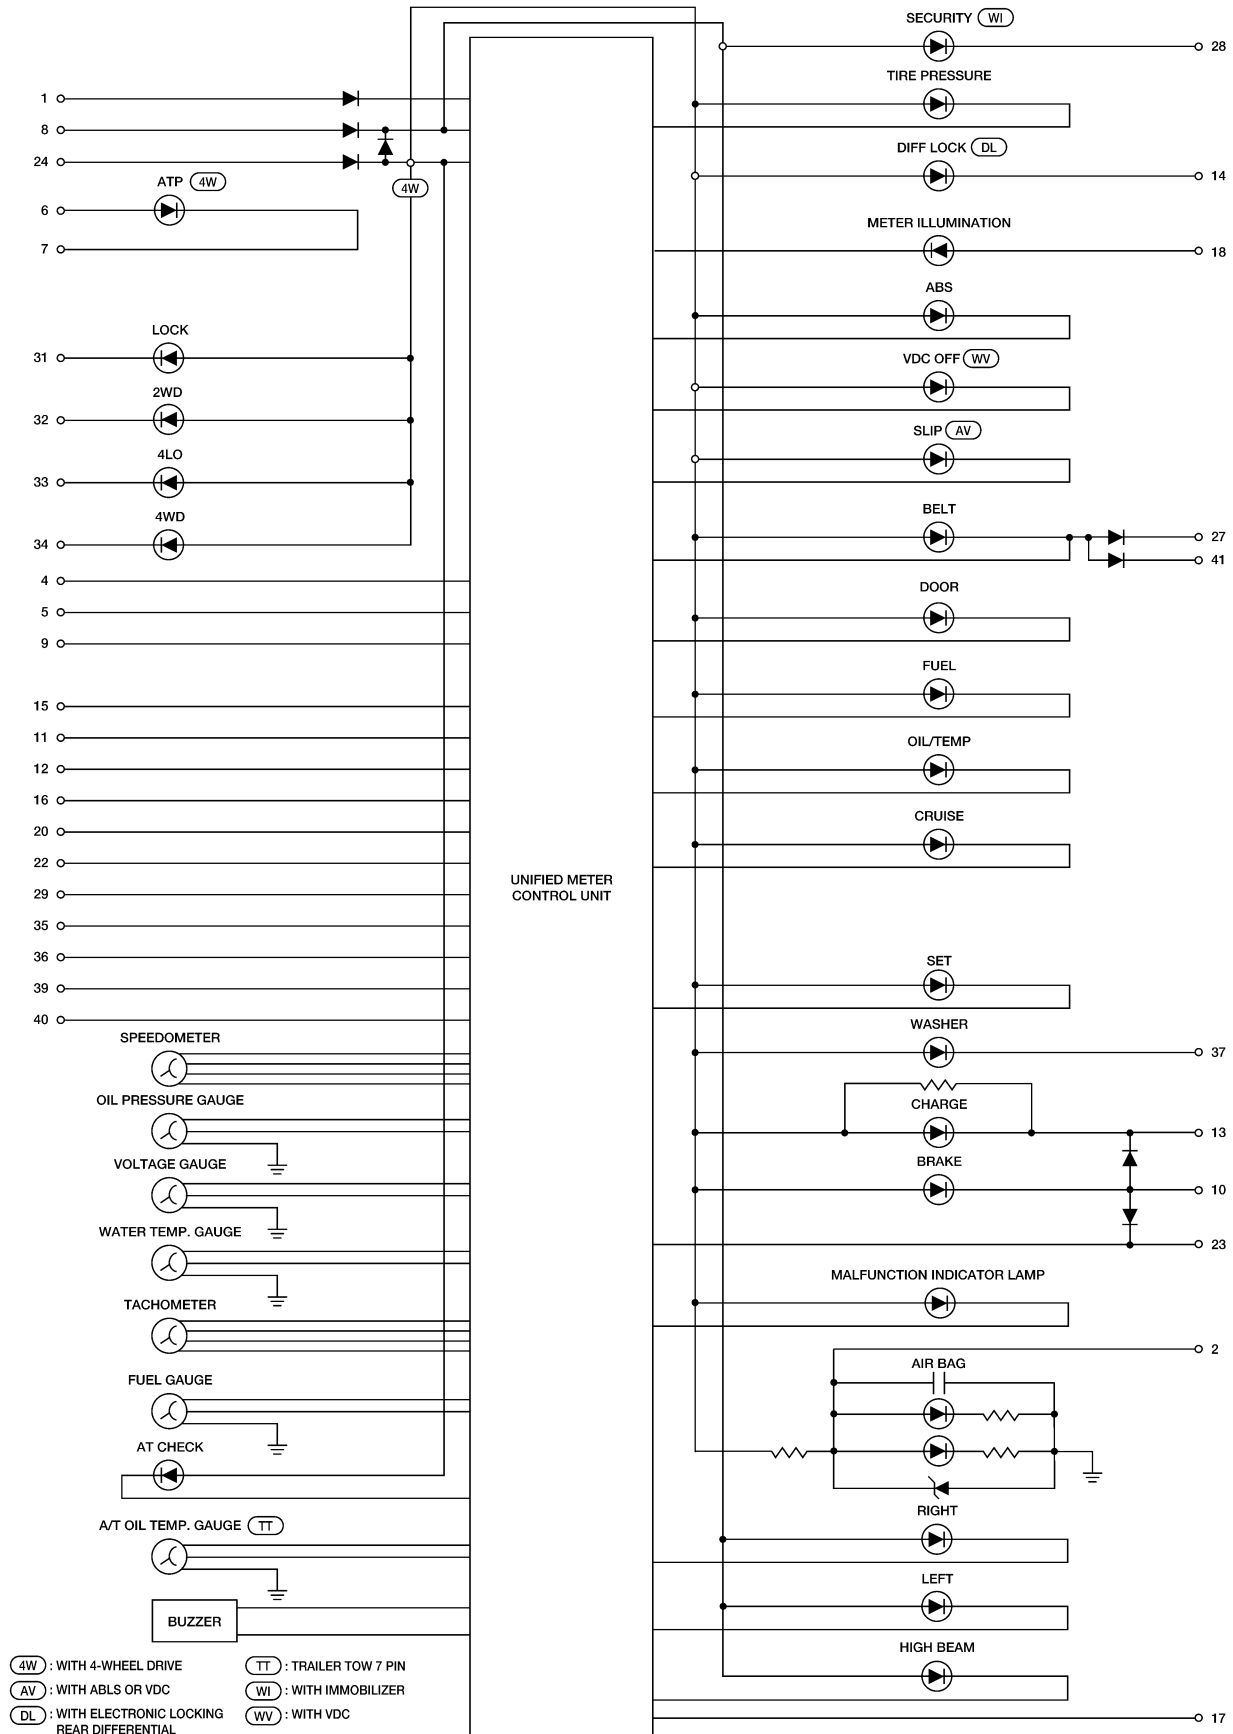 SECURITY WI
28
TIRE PRESSURE
1
8
DIFF LOCK DL
24
14
ATP 4W
4W
6
METER ILLUMINATION
7
18
ABS
LOCK
31
VDC OFF WV
2WD
32
SLIP AV
4LO
33
BELT
4WD
27
34
41
4
DOOR
5
9
FUEL
15
11
OIL/TEMP
12
16
CRUISE
20
22
UNIFIED METER
CONTROL UNIT
29
35
36
SET
39
40
WASHER
SPEEDOMETER
37
OIL PRESSURE GAUGE
CHARGE
13
VOLTAGE GAUGE
BRAKE
10
WATER TEMP. GAUGE
23
MALFUNCTION INDICATOR LAMP
TACHOMETER
2
AIR BAG
FUEL GAUGE
AT CHECK
RIGHT
A/T OIL TEMP. GAUGE TT
LEFT
BUZZER
HIGH BEAM
4W : WITH 4-WHEEL DRIVE
TT : TRAILER TOW 7 PIN
AV : WITH ABLS OR VDC
WI : WITH IMMOBILIZER
DL : WITH ELECTRONIC LOCKING
REAR DIFFERENTIAL
WV : WITH VDC
17